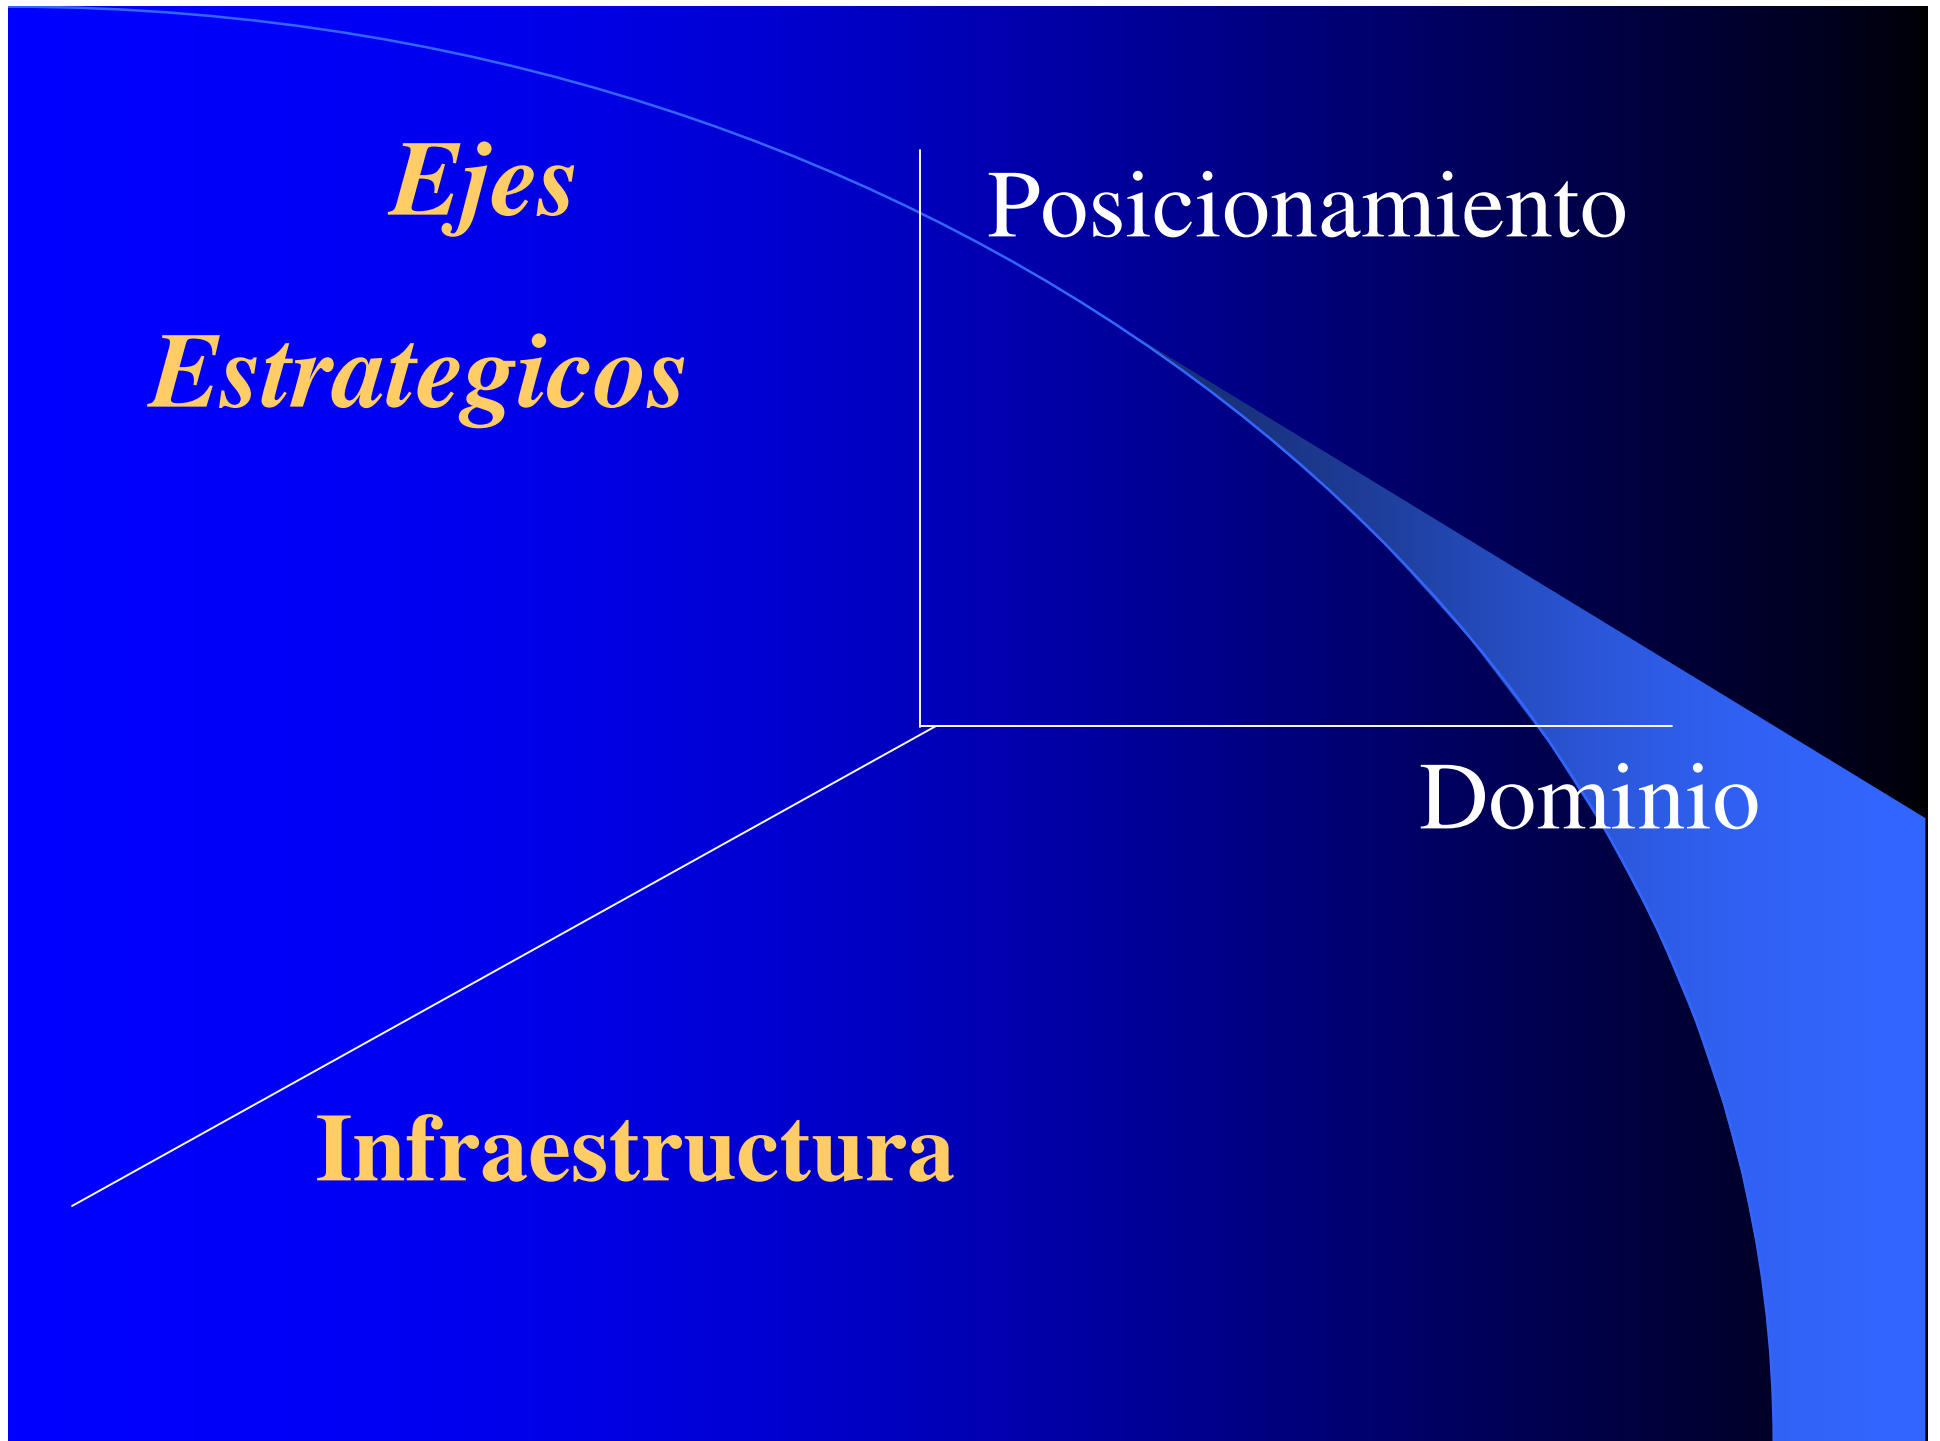 Ejes
Posicionamiento
Estrategicos
Dominio
Infraestructura